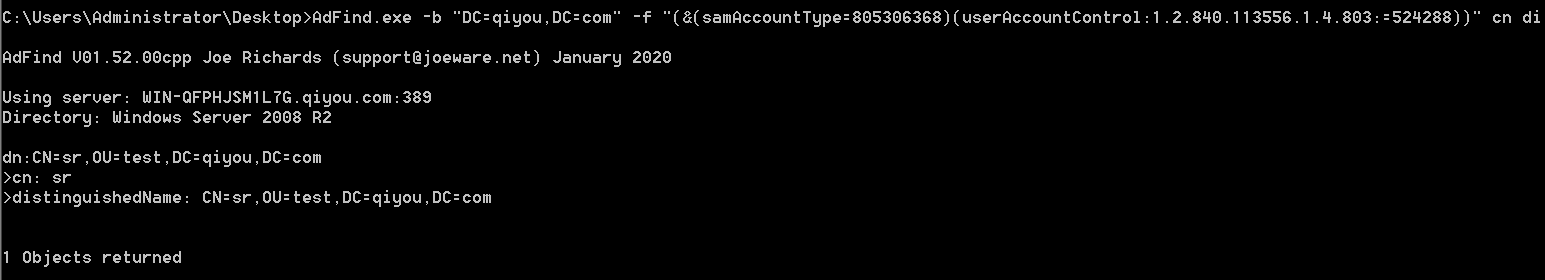 C:\Users\Administrator\Desktop>AdFind.exe -b "DC=qiyou,DC=com" -f "(&(samAccountType=805306368)(userAccountControl:1.2.840.113556.1.4.803:=524288))" cn di
AdFind V01.52.00cpp Joe Richards (support@joeware.net) January 2020
Using server: WIN-QFPHJSM1L7G.qiyou.com:389
Directory: Windows Server 2008 R2
dn:CN=sr,OU=test,DC=qiyou,DC=com
>cn: sr
>distinguishedName: CN=sr,OU=test,DC=qiyou,DC=com
1 Objects returned